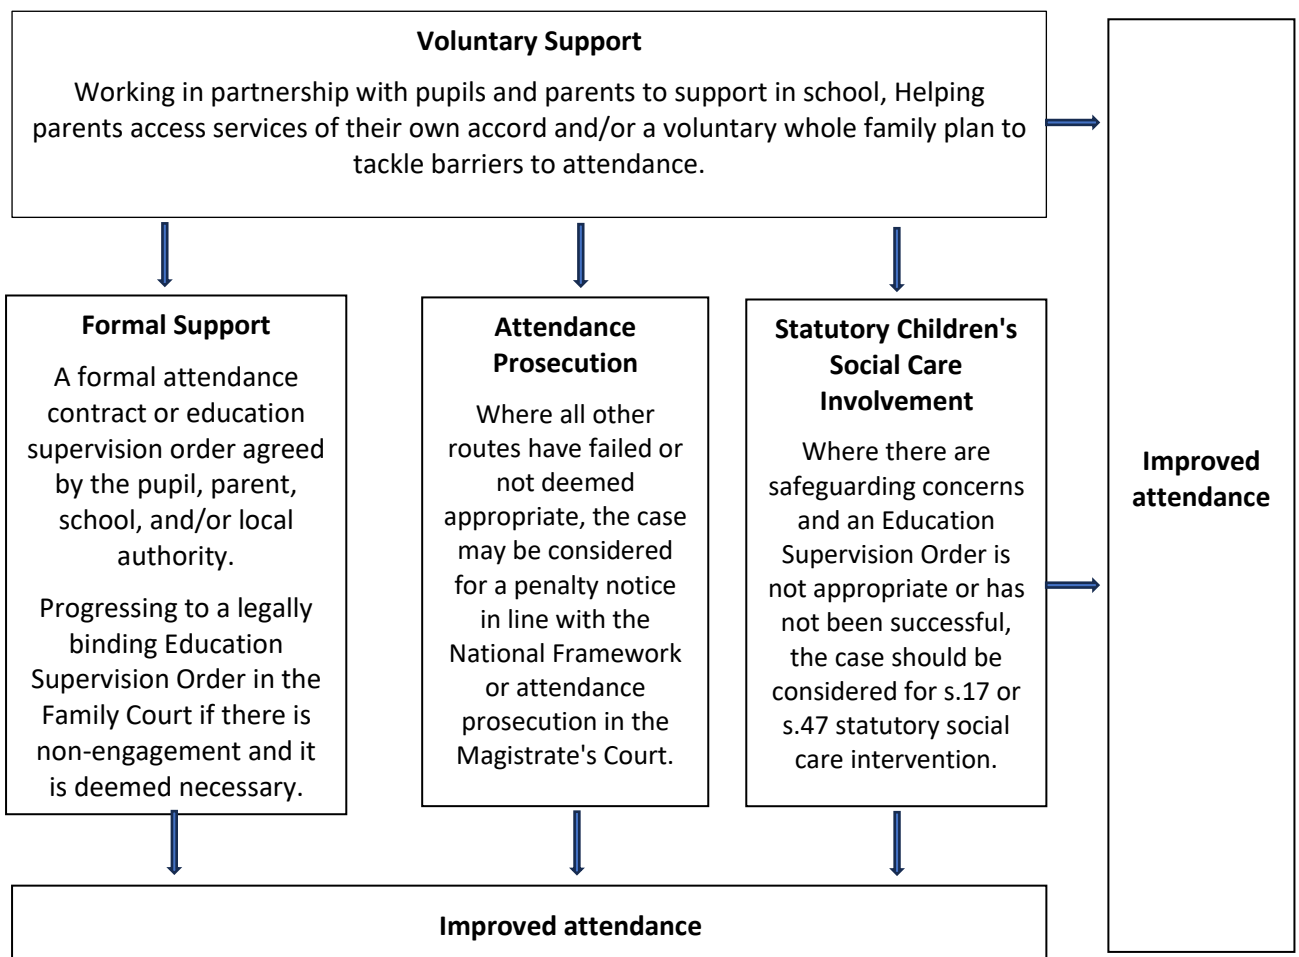 Voluntary Support
Working in partnership with pupils and parents to support in school, Helping
parents access services of their own accord and/or a voluntary whole family plan to
tackle barriers to attendance.
Formal Support
A formal attendance
contract or education
supervision order agreed
by the pupil, parent,
school, and/or local
authority.
Progressing to a legally
binding Education
Supervision Order in the
Family Court if there is
non-engagement and it
is deemed necessary.
Attendance
Prosecution
Where all other
routes have failed or
not deemed
appropriate, the case
may be considered
for a penalty notice
in line with the
National Framework
or attendance
prosecution in the
Magistrate's Court.
Statutory Children's
Social Care
Involvement
Where there are
safeguarding concerns
and an Education
Supervision Order is
not appropriate or has
not been successful,
the case should be
considered for s.17 or
s.47 statutory social
care intervention.
Improved
attendance
Improved attendance